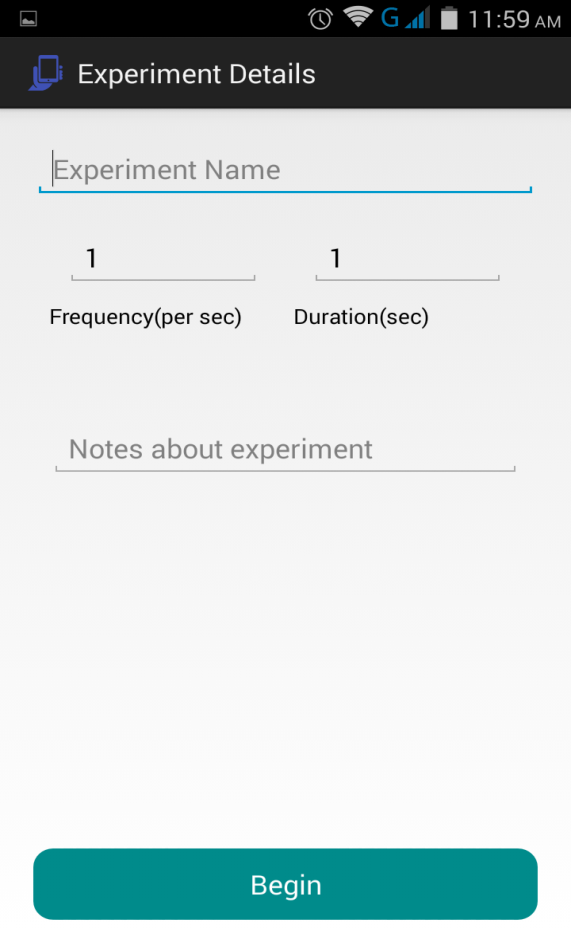 G 11:59 AM
Experiment Details
Experiment Name
1 1
Frequency(per sec) Duration(sec)
Notes about experiment
Begin